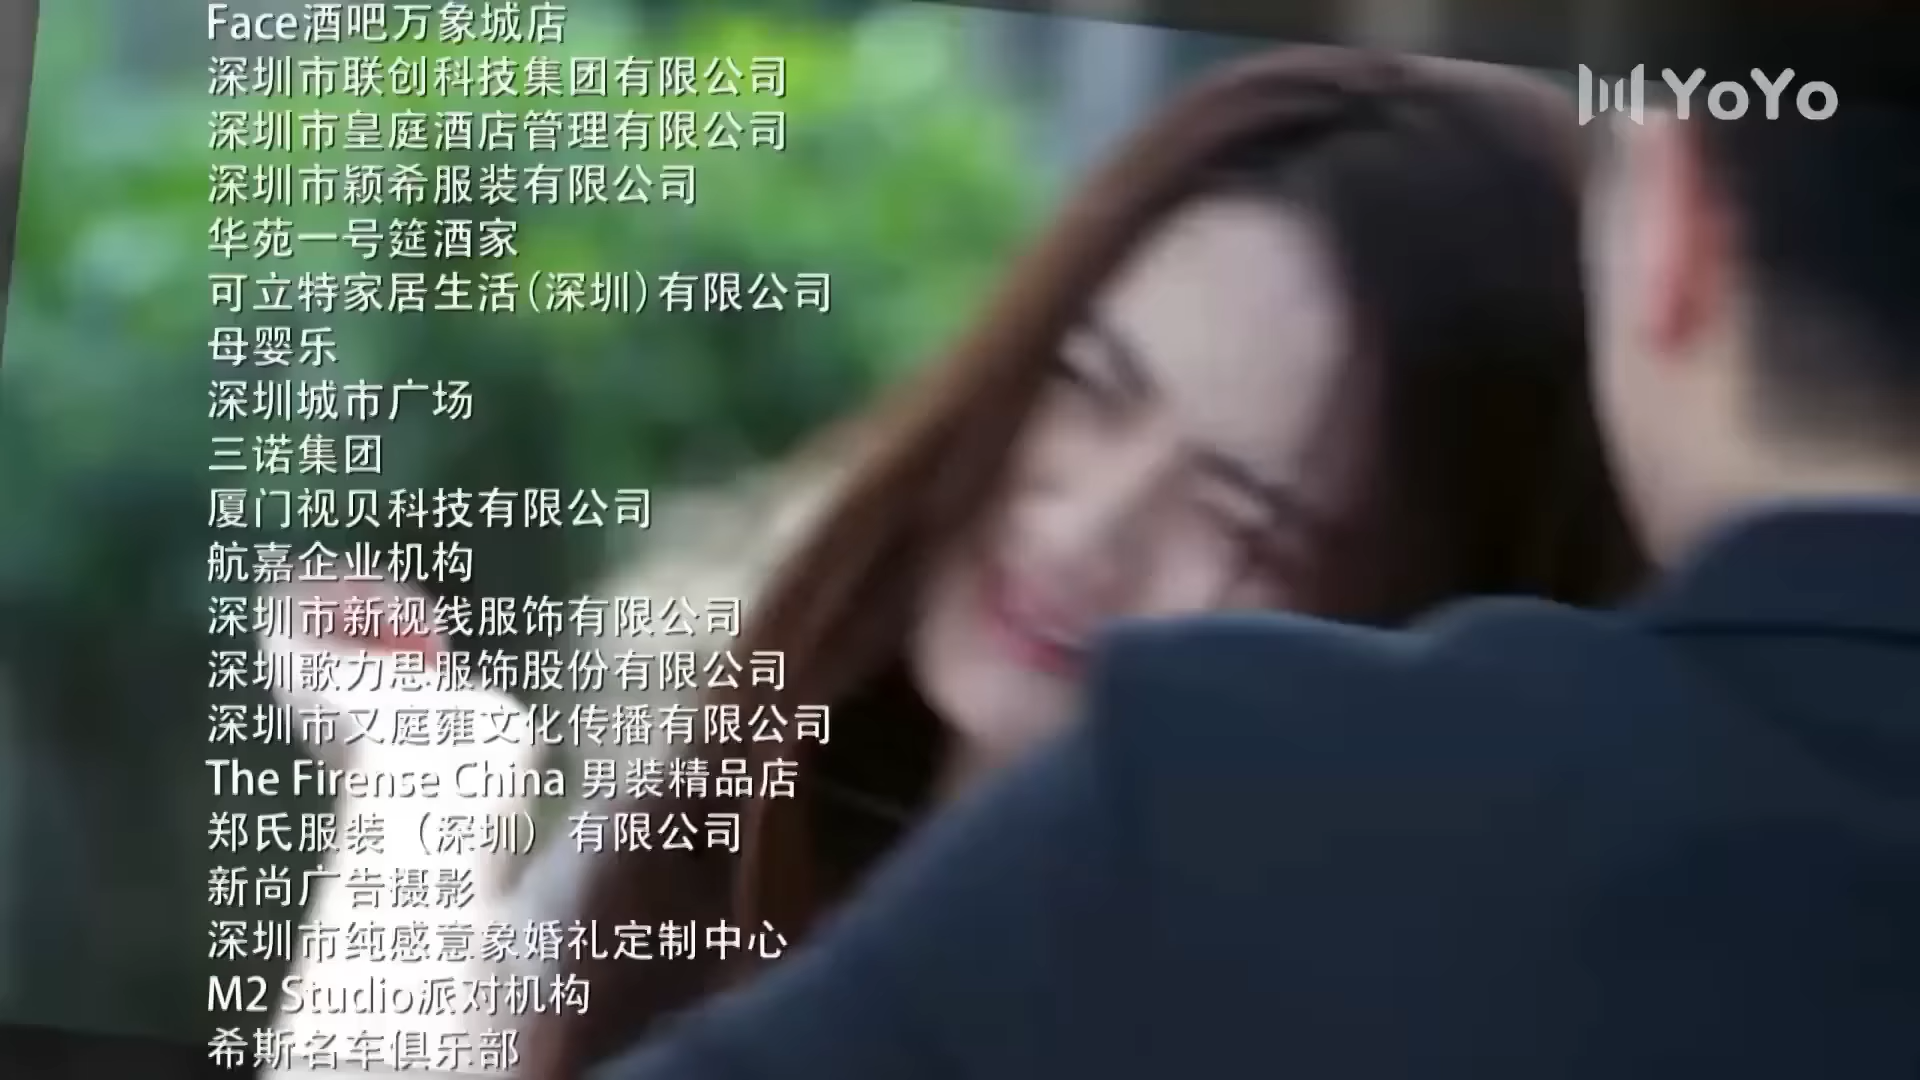 Face酒吧万象城店
深圳市联创科技集团有限公司
深圳市皇庭酒店管理有限公司
深圳市颖希服装有限公司
华苑一号筵酒家
可立特家居生活(深圳)有限公司
母婴乐
深圳城市广场
三诺集团
厦门视贝科技有限公司
航嘉企业机构
深圳市新视线服饰有限公司
深圳歌力思服饰股份有限公司
深圳市又庭雍文化传播有限公司
The Firense China 男装精品店
郑氏服装（深圳）有限公司
新尚广告摄影
深圳市纯感意象婚礼定制中心
M2 Studio派对机构
希斯名车俱乐部
YoYo